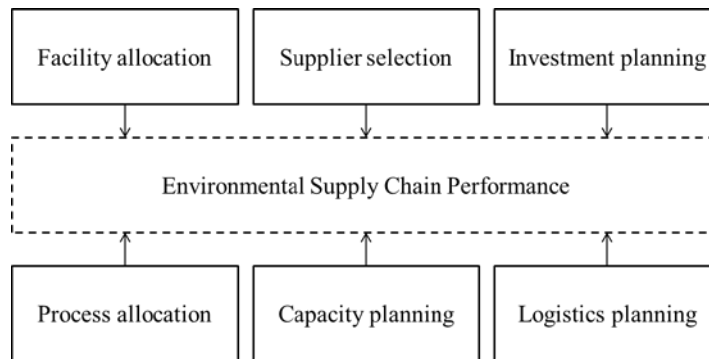 Facility allocation
Supplier selection
Investment planning
Environmental Supply Chain Performance
Process allocation
Capacity planning
Logistics planning